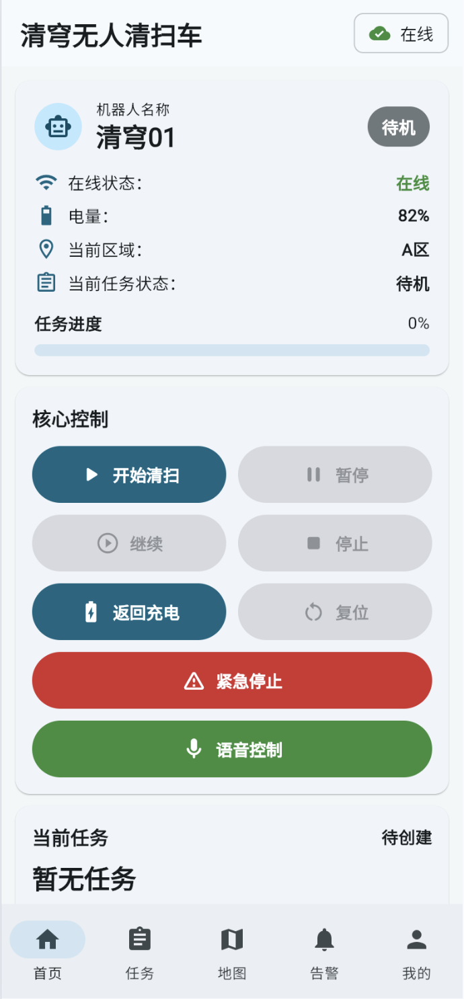 清穹无人清扫车
在线
机器人名称
清穹01
待机
在线状态：
在线
电量：
82%
当前区域：
A区
当前任务状态：
待机
任务进度
0%
核心控制
开始清扫
暂停
继续
停止
返回充电
复位
紧急停止
语音控制
当前任务
待创建
暂无任务
首页
任务
地图
告警
我的